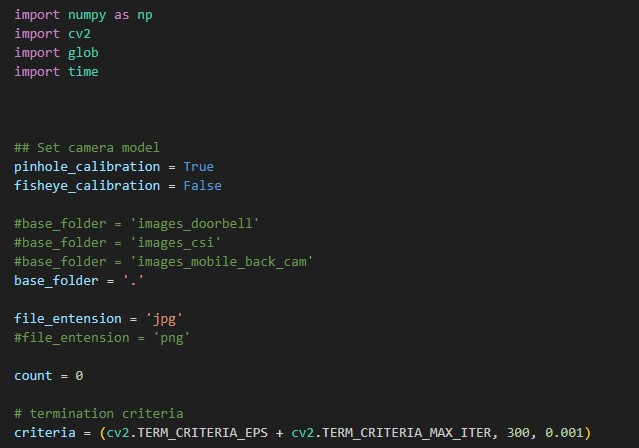 import numpy as np
import cv2
import glob
import time
## Set camera model
pinhole_calibration = True
fisheye_calibration = False
#base_folder = 'images_doorbell'
#base_folder = 'images_csi'
#base_folder = 'images_mobile_back_cam'
base_folder = '.'
file_entension = 'jpg'
#file_entension = 'png'
count = 0
# termination criteria
criteria = (cv2.TERM_CRITERIA_EPS + cv2.TERM_CRITERIA_MAX_ITER, 300, 0.001)